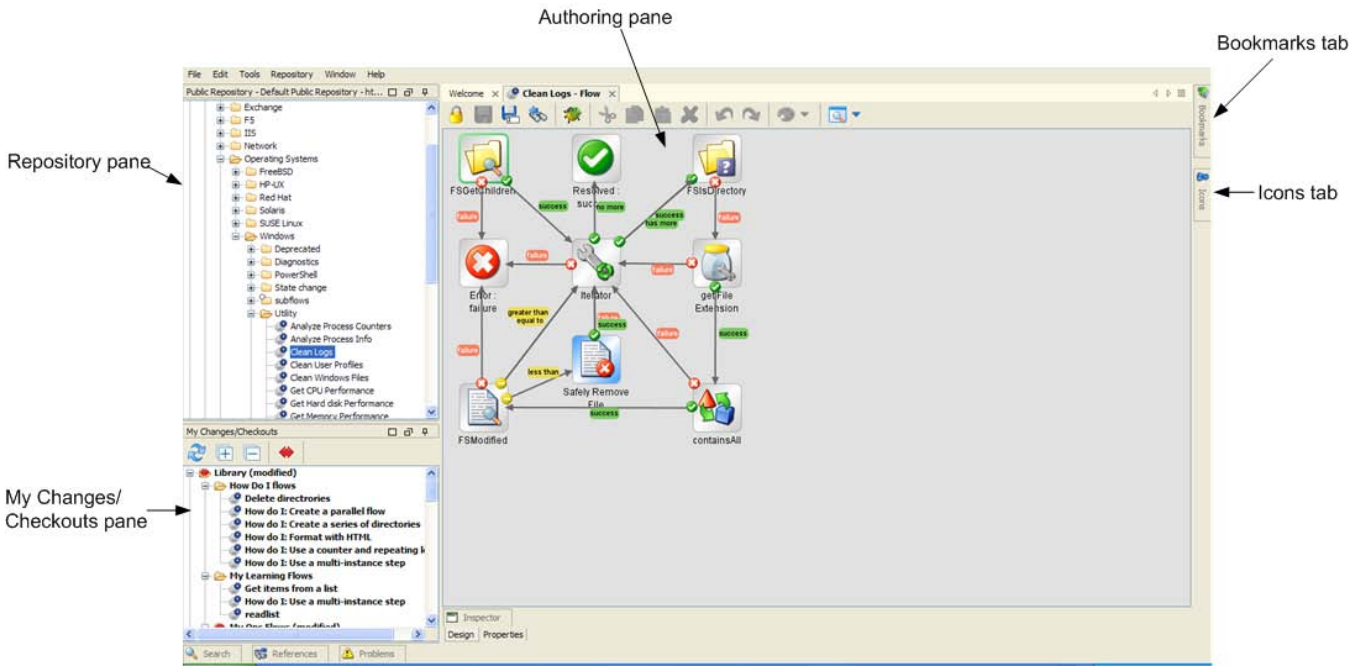 Authoring pane
Bookmarks tab
Repository pane
Icons tab
My Changes/
Checkouts pane
File Edit Tools Repository Window Help
Public Repository - Default Public Repository - ht...
Exchange
F5
IIS
Network
Operating Systems
FreeBSD
HP-UX
Red Hat
Solaris
SUSE Linux
Windows
Deprecated
Diagnostics
PowerShell
State change
subflows
Utility
Analyze Process Counters
Analyze Process Info
Clean Logs
Clean User Profiles
Clean Windows Files
Get CPU Performance
Get Hard disk Performance
Get Memory Performance
My Changes/Checkouts
Library (modified)
How Do I flows
Delete directrories
How do I: Create a parallel flow
How do I: Create a series of directories
How do I: Format with HTML
How do I: Use a counter and repeating l
How do I: Use a multi-instance step
My Learning Flows
Get items from a list
How do I: Use a multi-instance step
readlist
My Ops Flows (modified)
Search References Problems
Welcome Clean Logs - Flow
FSGetChildren
Resolved :
suc
FSIsDirectory
success
no more
success
has more
failure
failure
failure
failure
Error :
failure
Iterator
getFile
Extension
greater than
equal to
failure
success
failure
success
failure
less than
Safely Remove
File
success
FSModified
containsAll
Inspector
Design Properties
Bookmarks
Icons